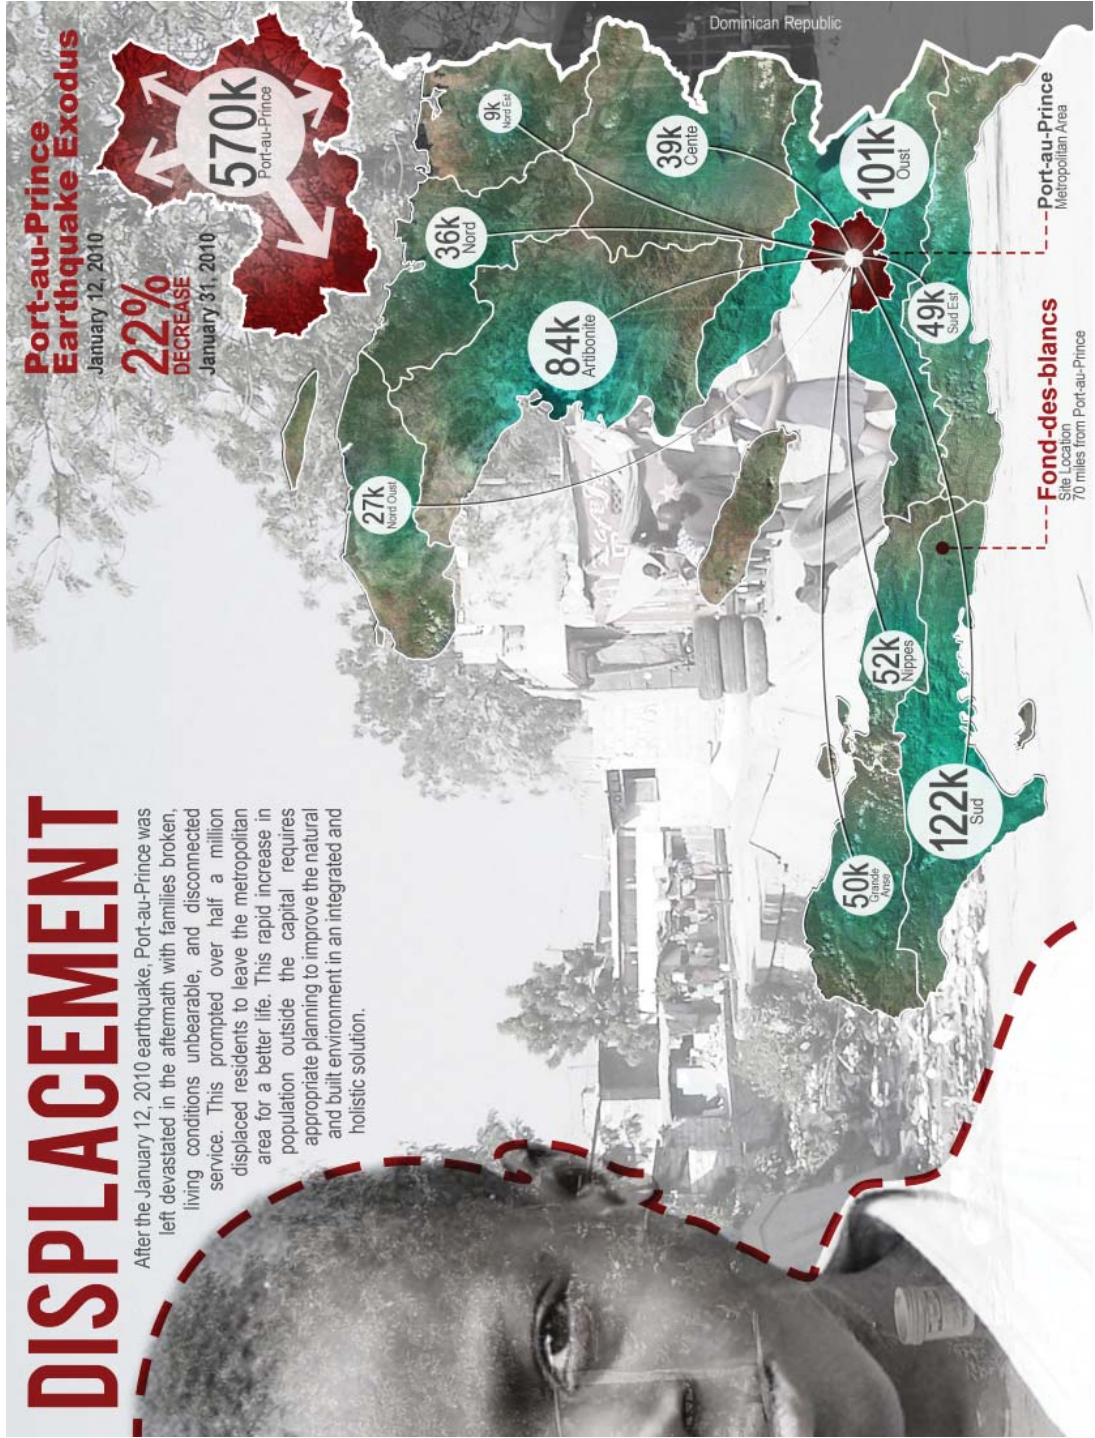 DISPLACEMENT
After the January 12, 2010 earthquake, Port-au-Prince was
left devastated in the aftermath with families broken,
living conditions unbearable, and disconnected
service. This prompted over half a million
displaced residents to leave the metropolitan
area for a better life. This rapid increase in
population outside the capital requires
appropriate planning to improve the natural
and built environment in an integrated and
holistic solution.
Port-au-Prince
Earthquake Exodus
January 12, 2010
22%
DECREASE
January 31, 2010
570k
Port-au-Prince
27k
Nord Oust
36k
Nord
9k
Nord Est
84k
Artibonite
39k
Cente
Dominican Republic
101k
Oust
49k
Sud Est
52k
Nippes
50k
Grande
Anse
122k
Sud
Fond-des-blancs
Site Location
70 miles from Port-au-Prince
Port-au-Prince
Metropolitan Area